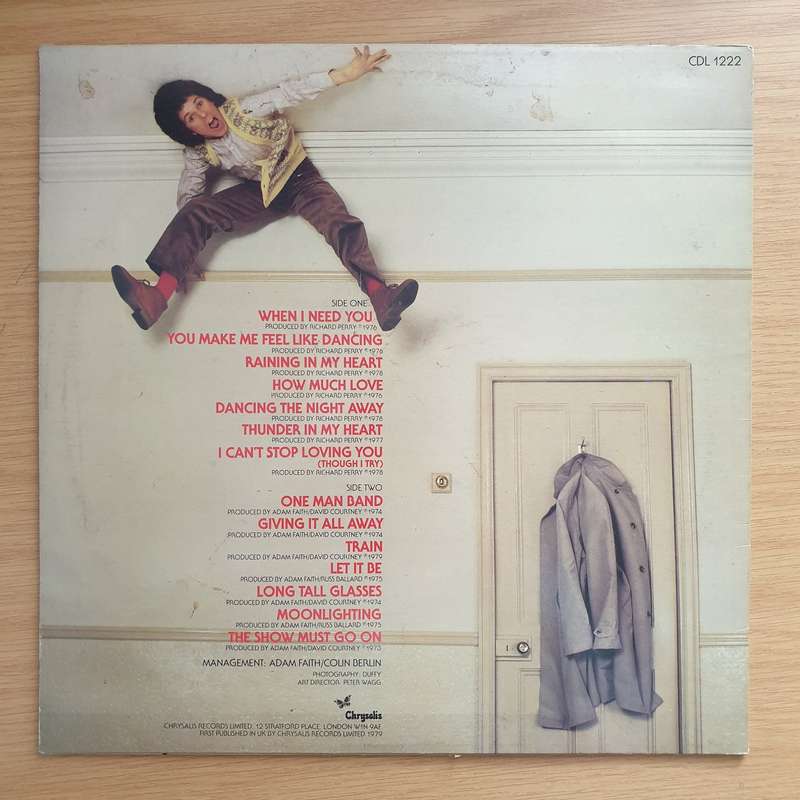 CDL 1222
SIDE ONE
WHEN I NEED YOU
PRODUCED BY RICHARD PERRY ℗1976
YOU MAKE ME FEEL LIKE DANCING
PRODUCED BY RICHARD PERRY ℗1976
RAINING IN MY HEART
PRODUCED BY RICHARD PERRY ℗1978
HOW MUCH LOVE
PRODUCED BY RICHARD PERRY ℗1976
DANCING THE NIGHT AWAY
PRODUCED BY RICHARD PERRY ℗1978
THUNDER IN MY HEART
PRODUCED BY RICHARD PERRY ℗1977
I CAN'T STOP LOVING YOU
(THOUGH I TRY)
PRODUCED BY RICHARD PERRY ℗1978
SIDE TWO
ONE MAN BAND
PRODUCED BY ADAM FAITH/DAVID COURTNEY ℗1974
GIVING IT ALL AWAY
PRODUCED BY ADAM FAITH/DAVID COURTNEY ℗1974
TRAIN
PRODUCED BY ADAM FAITH/DAVID COURTNEY ℗1979
LET IT BE
PRODUCED BY ADAM FAITH/RUSS BALLARD ℗1975
LONG TALL GLASSES
PRODUCED BY ADAM FAITH/DAVID COURTNEY ℗1974
MOONLIGHTING
PRODUCED BY ADAM FAITH/RUSS BALLARD ℗1975
THE SHOW MUST GO ON
PRODUCED BY ADAM FAITH/DAVID COURTNEY ℗1973
MANAGEMENT: ADAM FAITH/COLIN BERLIN
PHOTOGRAPHY: DUFFY
ART DIRECTOR: PETER WAGG
Chrysalis
CHRYSALIS RECORDS LIMITED, 12 STRATFORD PLACE, LONDON W1N 9AF.
FIRST PUBLISHED IN UK BY CHRYSALIS RECORDS LIMITED 1979